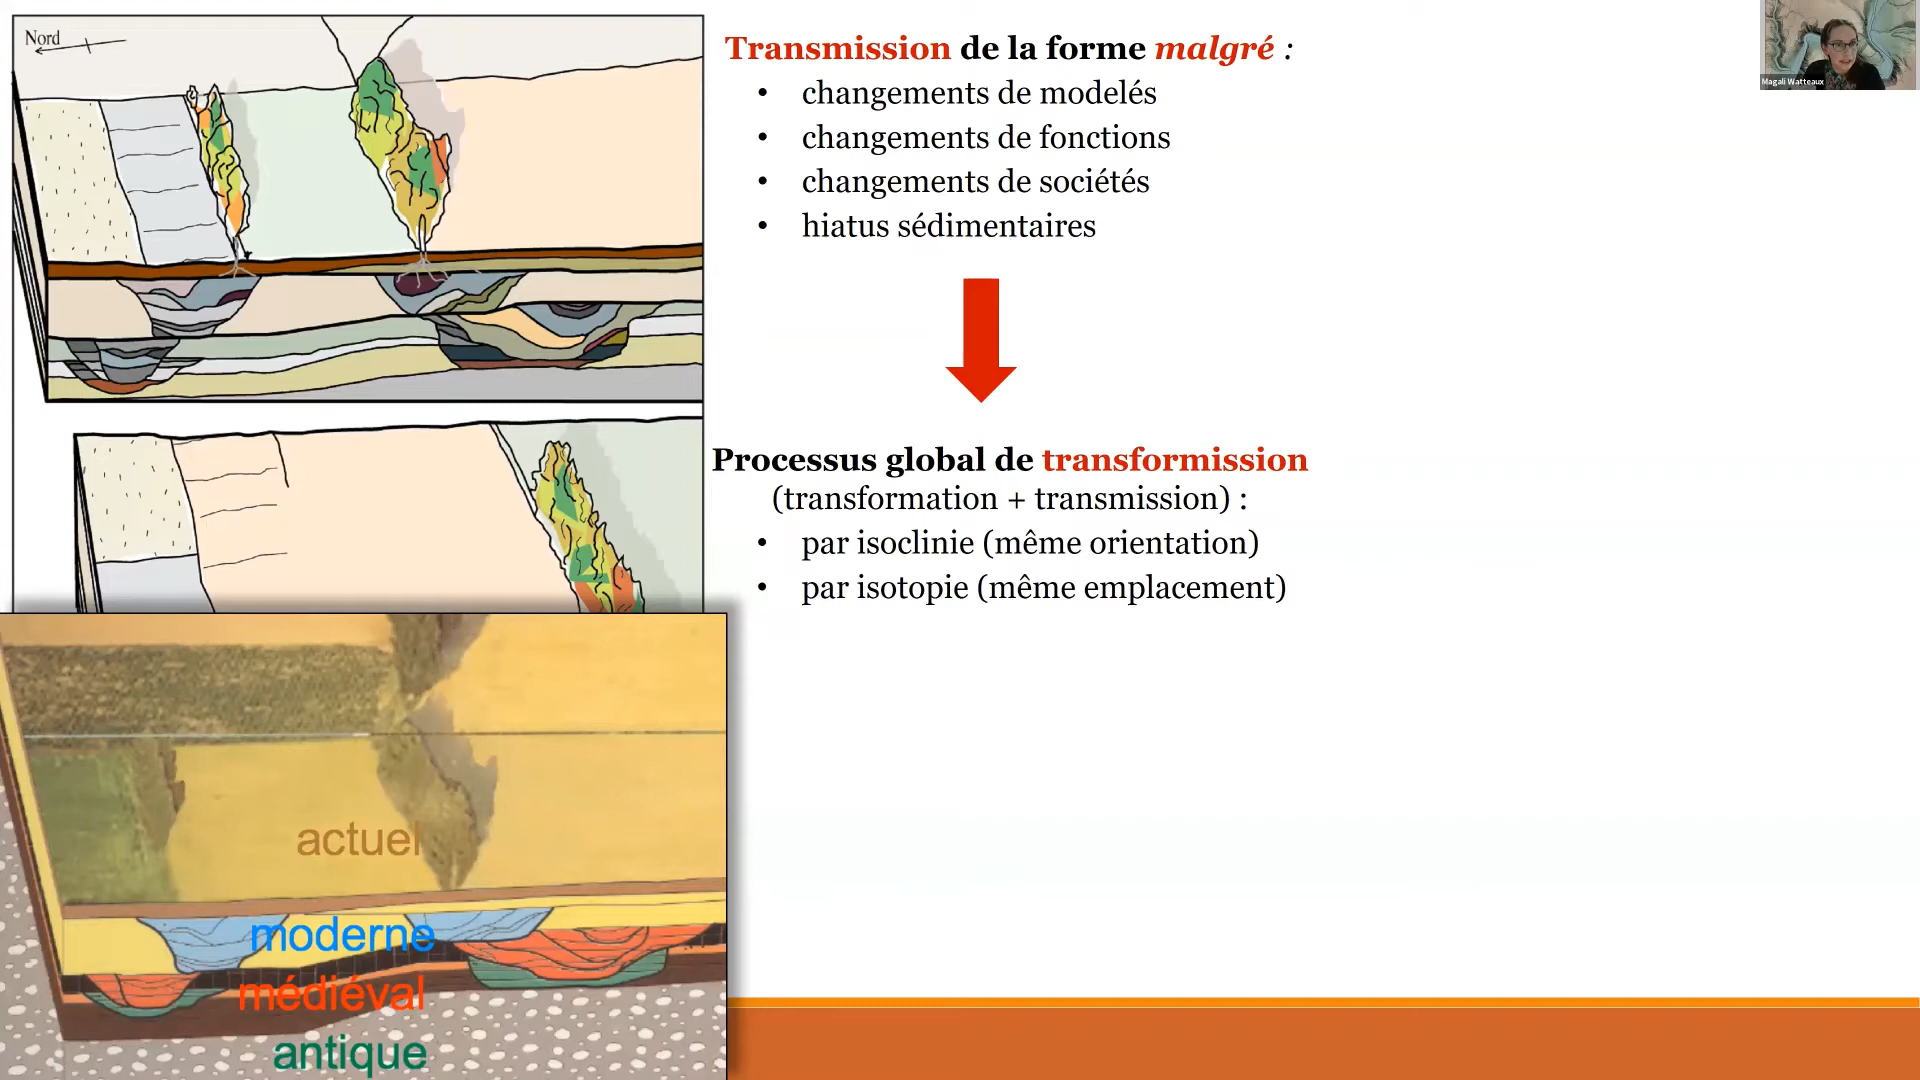 Nord
Transmission de la forme malgré :
• changements de modelés
• changements de fonctions
• changements de sociétés
• hiatus sédimentaires
Processus global de transformission
(transformation + transmission) :
• par isoclinie (même orientation)
• par isotopie (même emplacement)
actuel
moderne
médiéval
antique
Magali Watteaux